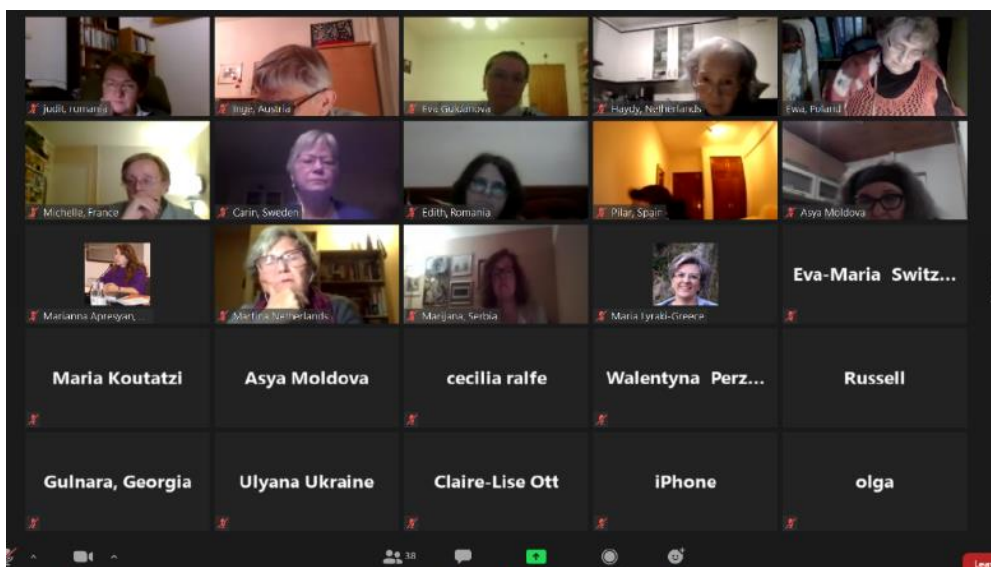 judit, rumania
Inge, Austria
Eva Guldanova
Haydy, Netherlands
Ewa, Poland
Michelle, France
Carin, Sweden
Edith, Romania
Pilar, Spain
Asya Moldova
Marianna Apresyan, ...
Martina Netherlands
Marijana, Serbia
Maria Lyraki-Greece
Eva-Maria Switz...
Maria Koutatzi
Asya Moldova
cecilia ralfe
Walentyna Perz...
Russell
Gulnara, Georgia
Ulyana Ukraine
Claire-Lise Ott
iPhone
olga
38